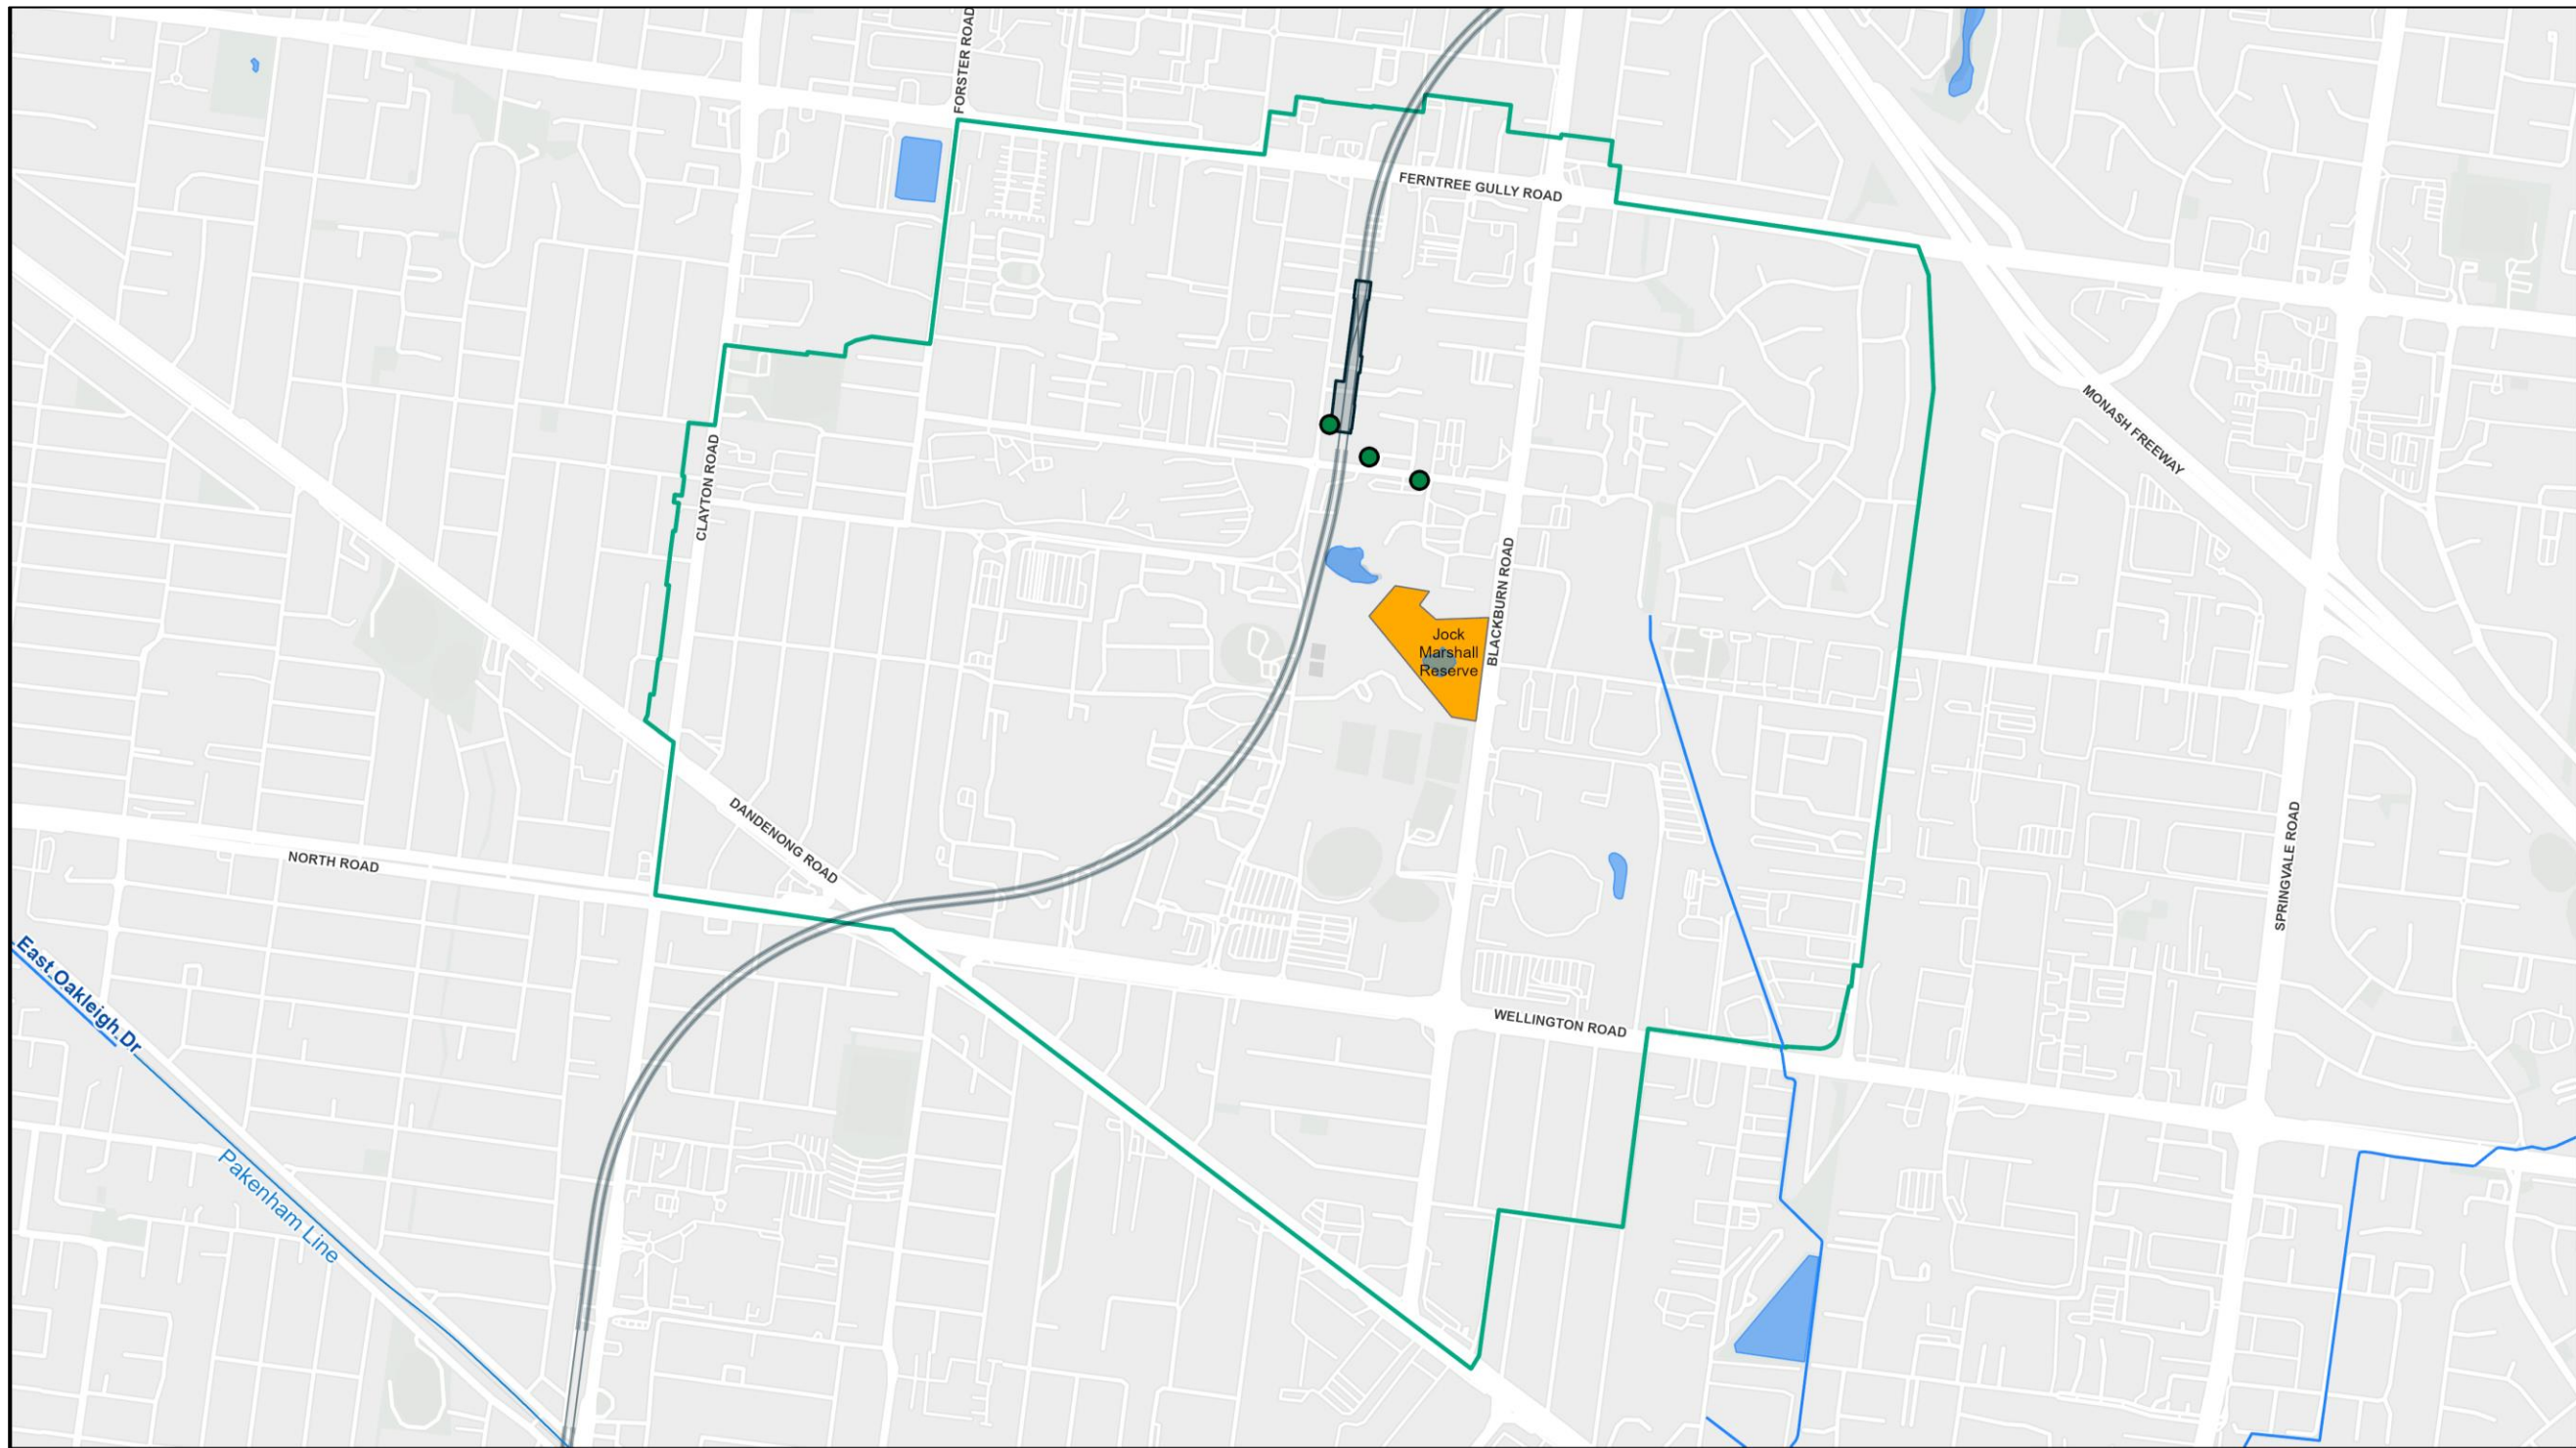 FORSTER ROAD
FERNTREE GULLY ROAD
MONASH FREEWAY
CLAYTON ROAD
BLACKBURN ROAD
Jock
Marshall
Reserve
DANDENONG ROAD
NORTH ROAD
SPRINGVALE ROAD
East Oakleigh Dr
WELLINGTON ROAD
Pakenham Line